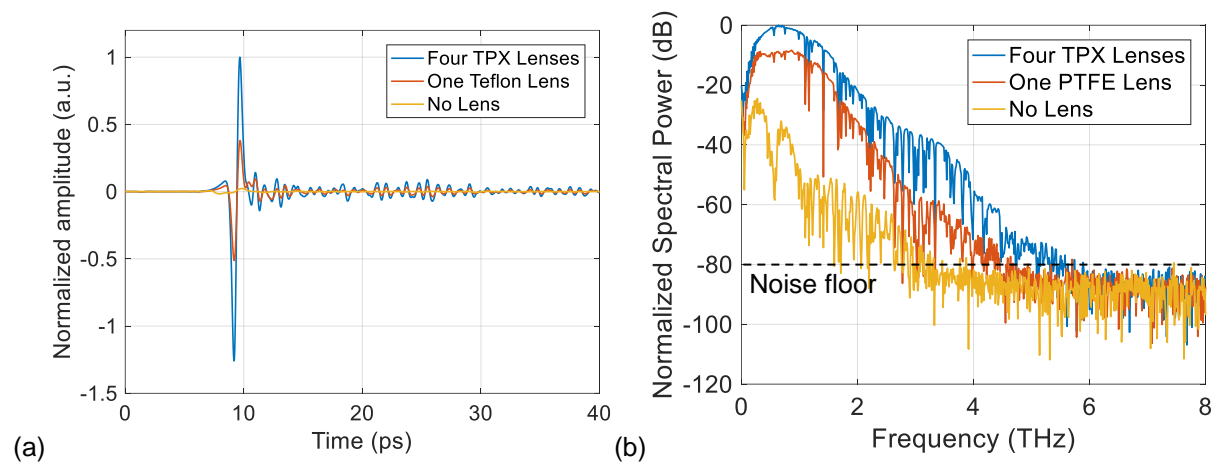 Normalized amplitude (a.u.)
1
0.5
0
-0.5
-1
-1.5
Four TPX Lenses
One Teflon Lens
No Lens
0
10
20
30
40
Time (ps)
(a)
Normalized Spectral Power (dB)
0
-20
-40
-60
-80
-100
-120
Four TPX Lenses
One PTFE Lens
No Lens
Noise floor
0
2
4
6
8
Frequency (THz)
(b)